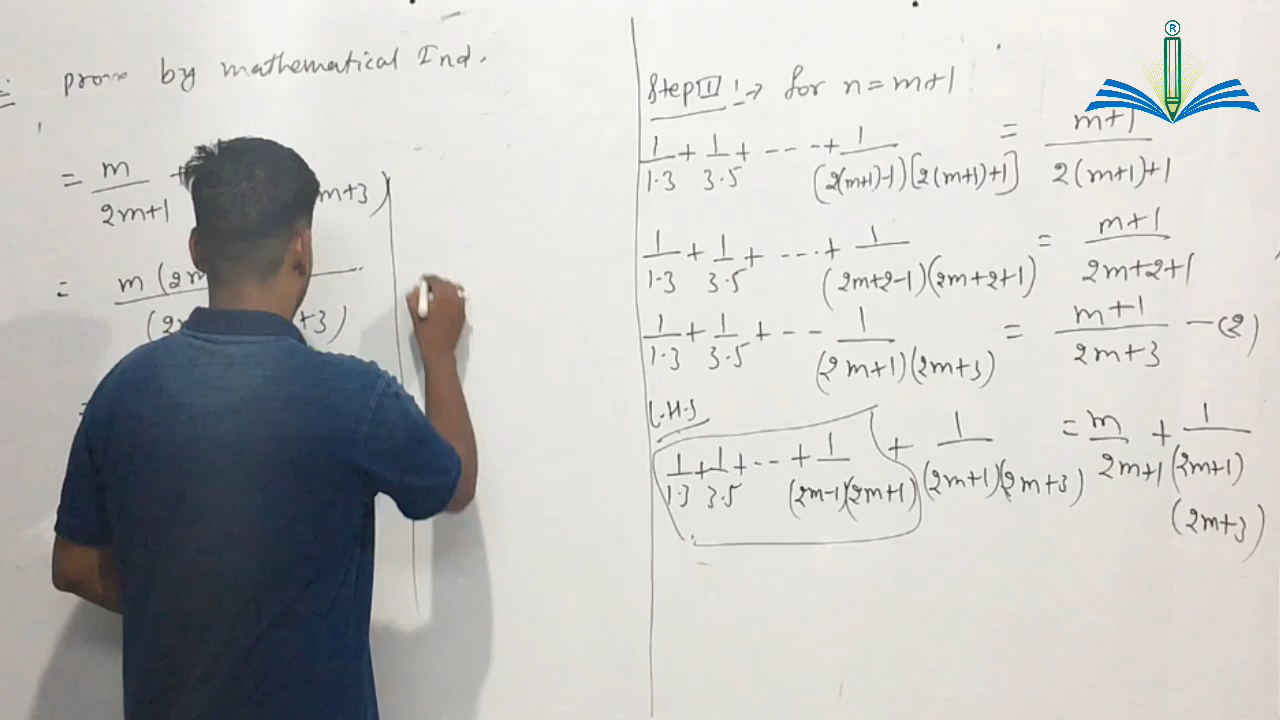 prove by mathematical Ind.
= m/2m+1 + m+3)
= m (2m
(2m +3)
Step III :→ for n = m+1
1/1·3 + 1/3·5 + ---+ 1/(2(m+1)-1)[2(m+1)+1] = m+1/2(m+1)+1
1/1·3 + 1/3·5 + ...+ 1/(2m+2-1)(2m+2+1) = m+1/2m+2+1
1/1·3 + 1/3·5 + -- - 1/(2m+1)(2m+3) = m+1/2m+3 -(2)
L·H·S
1/1·3 + 1/3·5 + --- + 1/(2m-1)(2m+1) + 1/(2m+1)(2m+3) = m/2m+1 + 1/(2m+1)(2m+3)
®